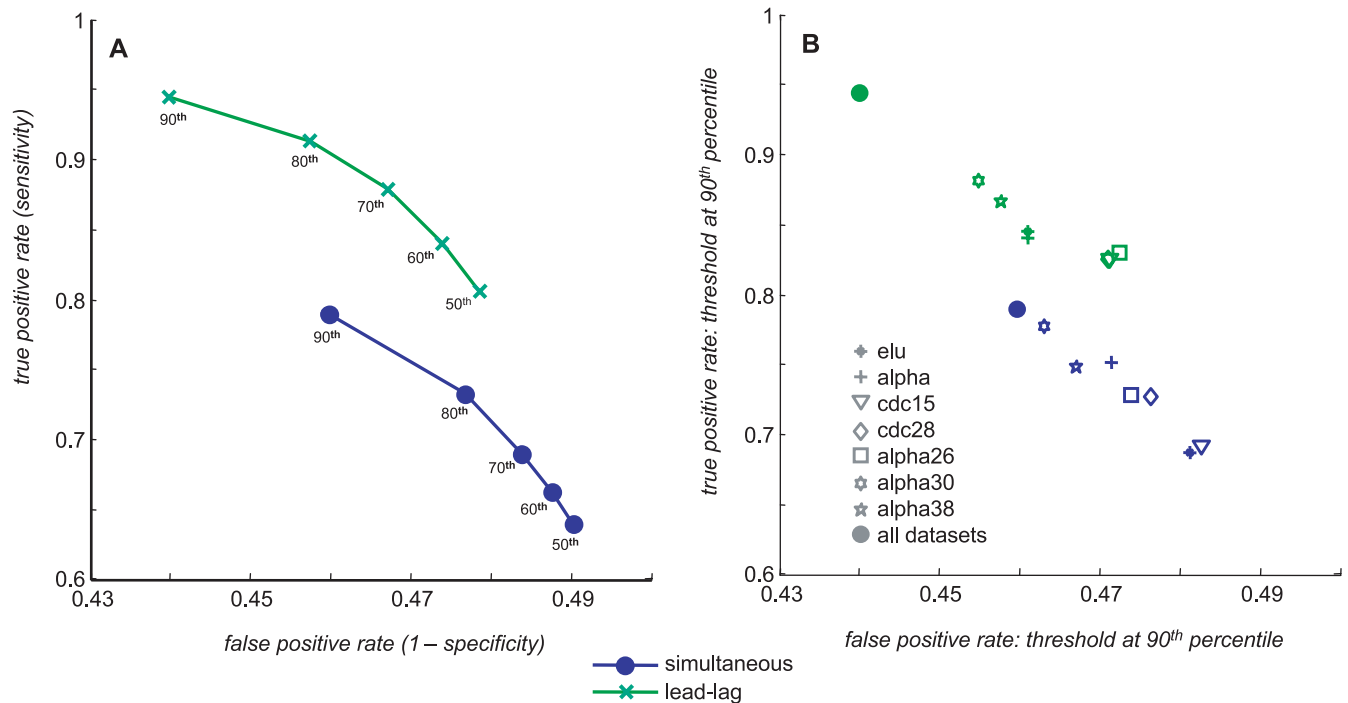 A
true positive rate (sensitivity)
1
0.9
0.8
0.7
0.6
90th
80th
70th
60th
50th
90th
80th
70th
60th
50th
0.43
0.45
0.47
0.49
false positive rate (1 – specificity)
B
true positive rate: threshold at 90th percentile
1
0.9
0.8
0.7
0.6
elu
alpha
cdc15
cdc28
alpha26
alpha30
alpha38
all datasets
0.43
0.45
0.47
0.49
false positive rate: threshold at 90th percentile
simultaneous
lead-lag